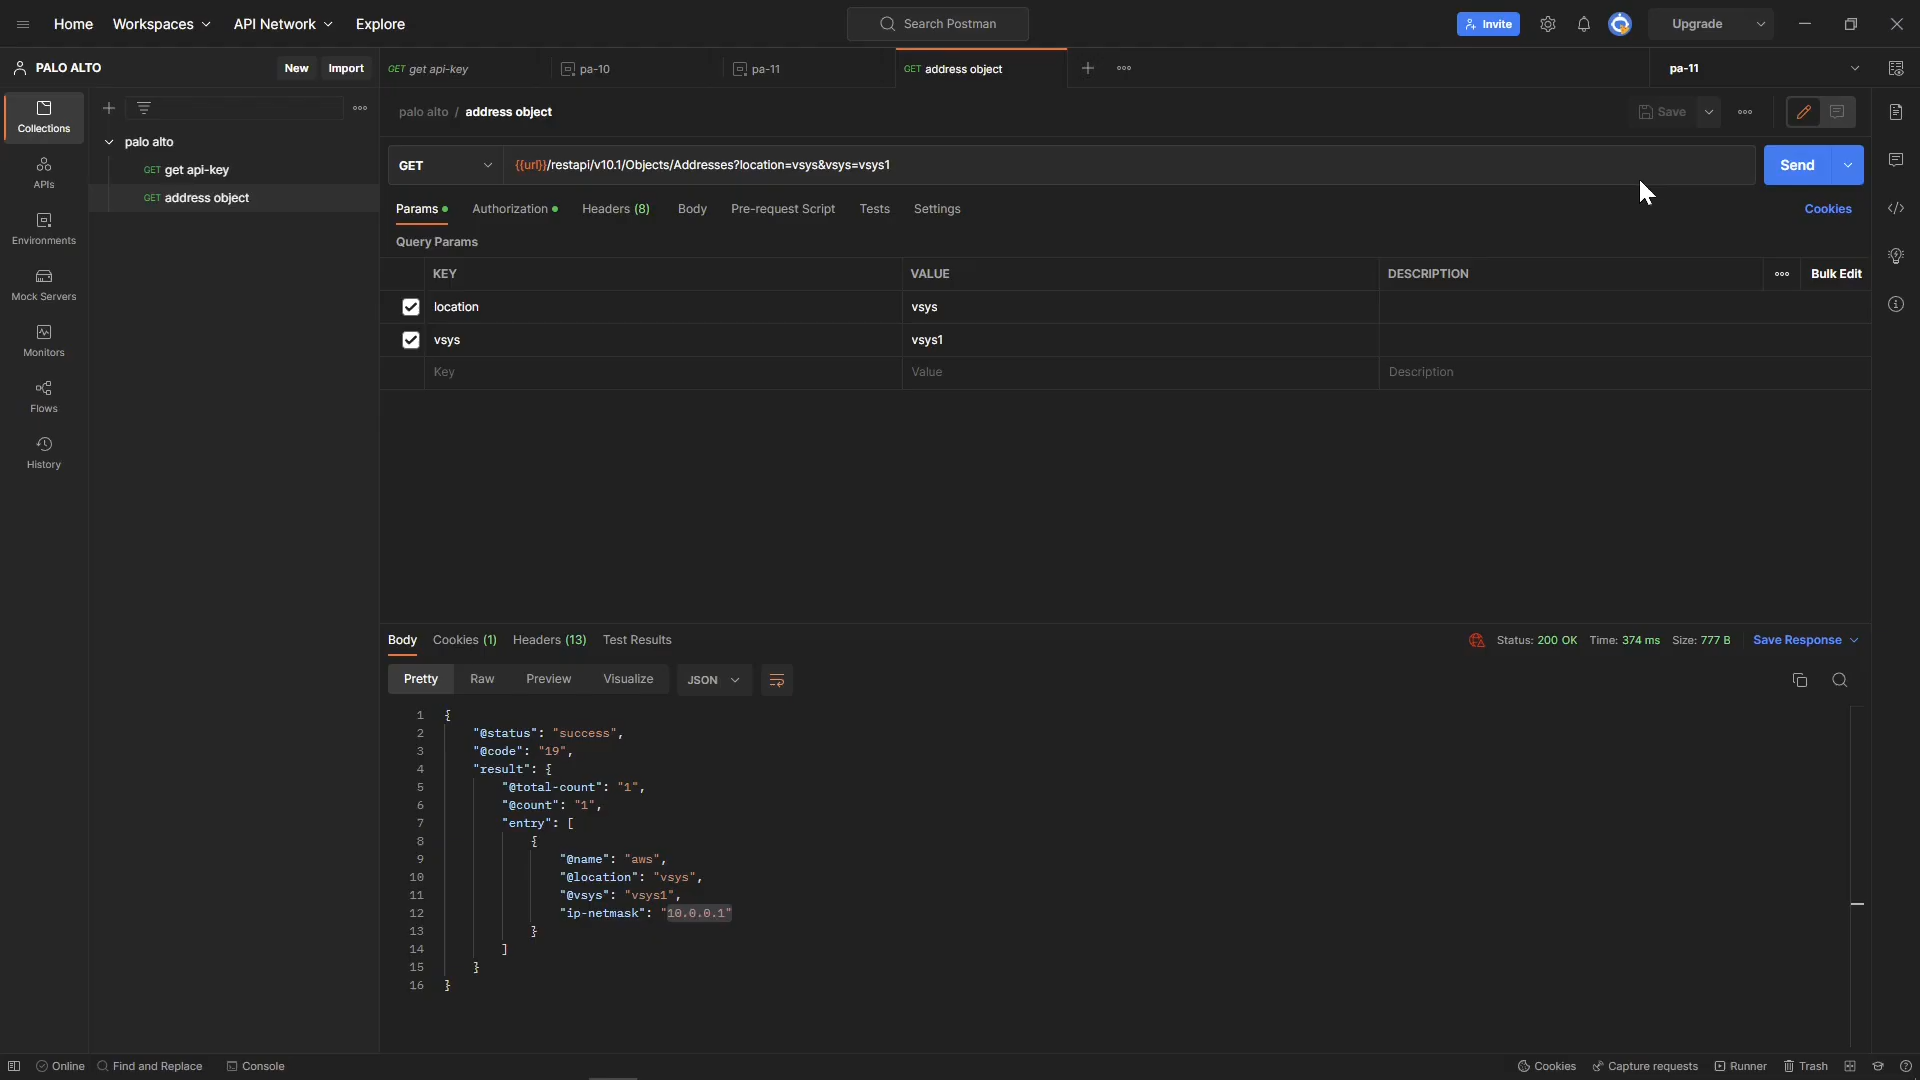 Home Workspaces API Network Explore Search Postman Invite Upgrade
PALO ALTO New Import GET get api-key pa-10 pa-11 GET address object pa-11
palo alto / address object Save
Collections
palo alto
GET get api-key
GET address object
APIs
Environments
Mock Servers
Monitors
Flows
History
GET {{url}}/restapi/v10.1/Objects/Addresses?location=vsys&vsys=vsys1 Send
Params Authorization Headers (8) Body Pre-request Script Tests Settings Cookies
Query Params
KEY VALUE DESCRIPTION Bulk Edit
location vsys
vsys vsys1
Key Value Description
Body Cookies (1) Headers (13) Test Results Status: 200 OK Time: 374 ms Size: 777 B Save Response
Pretty Raw Preview Visualize JSON
1 {
2 "@status": "success",
3 "@code": "19",
4 "result": {
5 "@total-count": "1",
6 "@count": "1",
7 "entry": [
8 {
9 "@name": "aws",
10 "@location": "vsys",
11 "@vsys": "vsys1",
12 "ip-netmask": "10.0.0.1"
13 }
14 ]
15 }
16 }
Online Find and Replace Console Cookies Capture requests Runner Trash